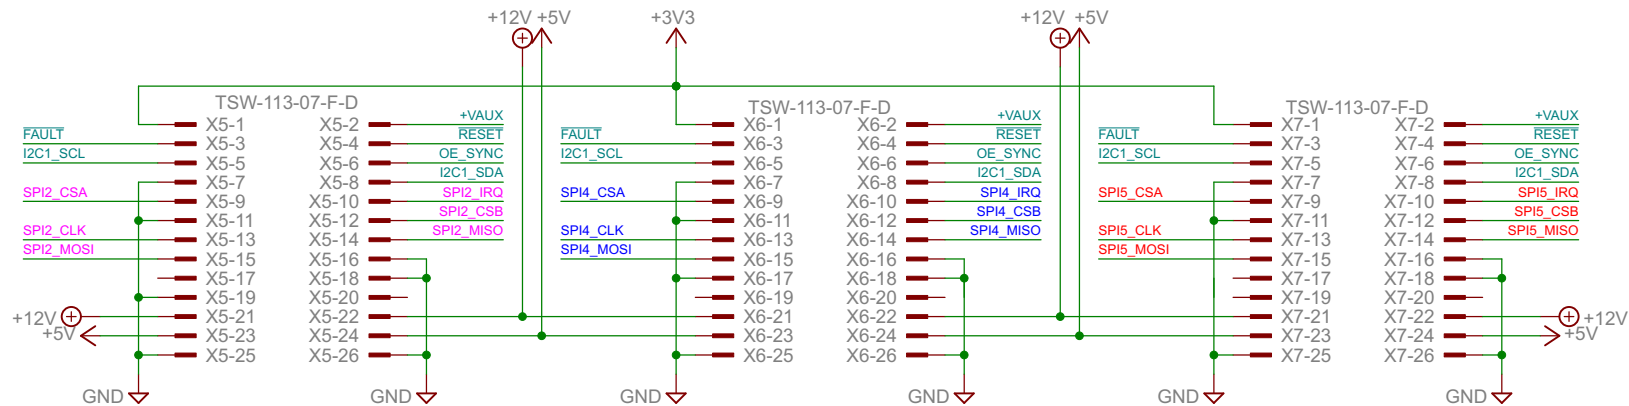 +12V +5V
+3V3
+12V +5V
TSW-113-07-F-D
X5-1 X5-2 +VAUX
FAULT X5-3 X5-4 RESET
I2C1_SCL X5-5 X5-6 OE_SYNC
X5-7 X5-8 I2C1_SDA
SPI2_CSA X5-9 X5-10 SPI2_IRQ
X5-11 X5-12 SPI2_CSB
SPI2_CLK X5-13 X5-14 SPI2_MISO
SPI2_MOSI X5-15 X5-16
X5-17 X5-18
X5-19 X5-20
+12V X5-21 X5-22
+5V X5-23 X5-24
X5-25 X5-26
GND GND
TSW-113-07-F-D
X6-1 X6-2 +VAUX
FAULT X6-3 X6-4 RESET
I2C1_SCL X6-5 X6-6 OE_SYNC
X6-7 X6-8 I2C1_SDA
SPI4_CSA X6-9 X6-10 SPI4_IRQ
X6-11 X6-12 SPI4_CSB
SPI4_CLK X6-13 X6-14 SPI4_MISO
SPI4_MOSI X6-15 X6-16
X6-17 X6-18
X6-19 X6-20
X6-21 X6-22
X6-23 X6-24
X6-25 X6-26
GND GND
TSW-113-07-F-D
X7-1 X7-2 +VAUX
FAULT X7-3 X7-4 RESET
I2C1_SCL X7-5 X7-6 OE_SYNC
X7-7 X7-8 I2C1_SDA
SPI5_CSA X7-9 X7-10 SPI5_IRQ
X7-11 X7-12 SPI5_CSB
SPI5_CLK X7-13 X7-14 SPI5_MISO
SPI5_MOSI X7-15 X7-16
X7-17 X7-18
X7-19 X7-20
X7-21 X7-22 +12V
X7-23 X7-24 +5V
X7-25 X7-26
GND GND